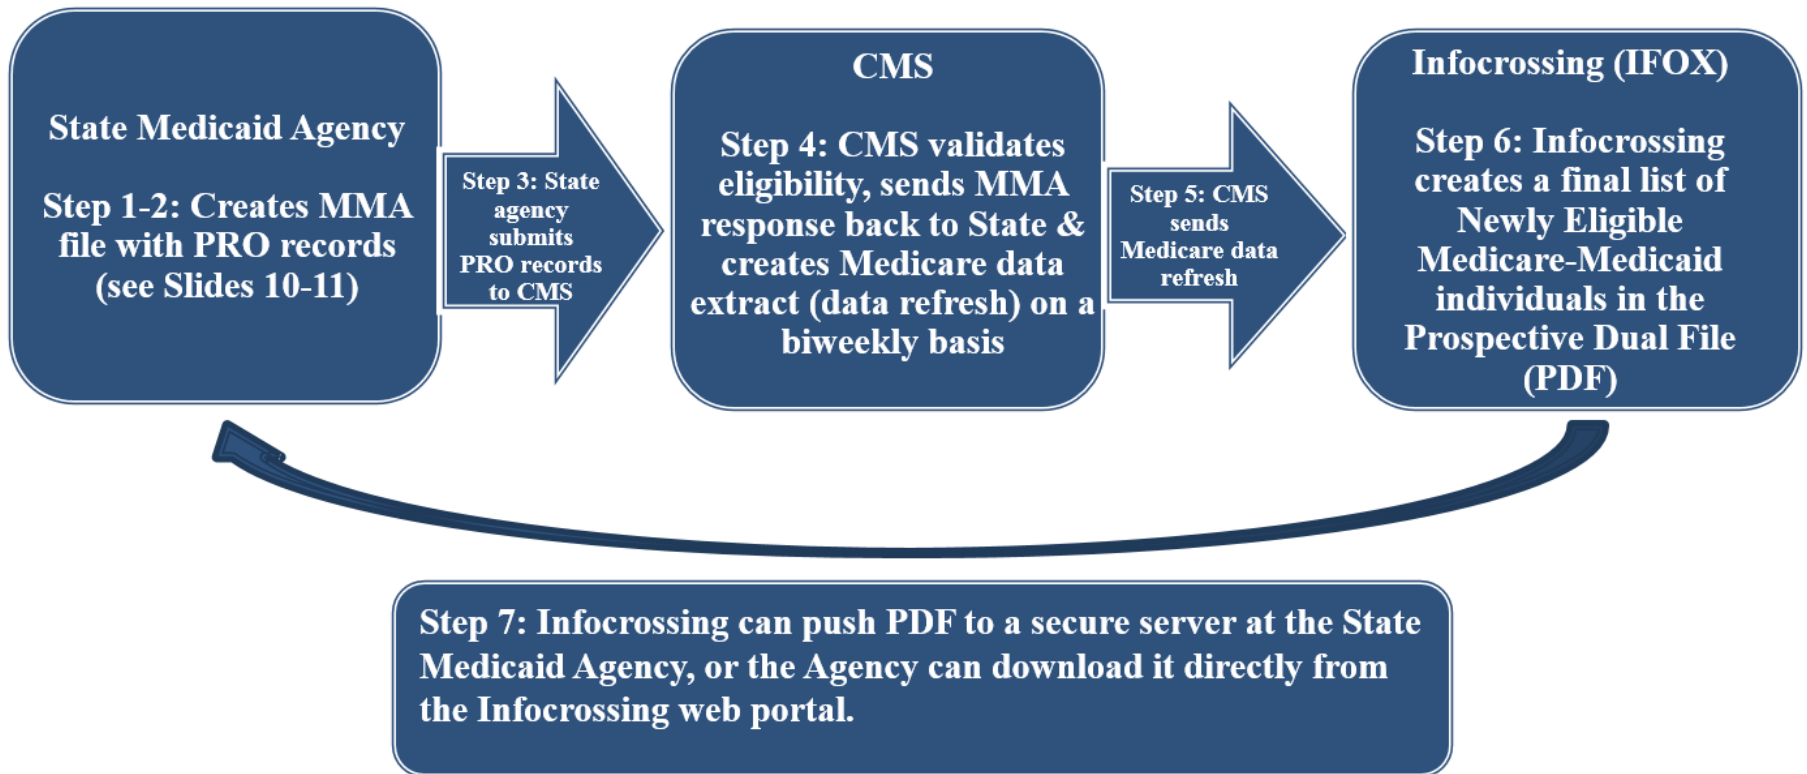 State Medicaid Agency
Step 1-2: Creates MMA
file with PRO records
(see Slides 10-11)
Step 3: State
agency
submits
PRO records
to CMS
CMS
Step 4: CMS validates
eligibility, sends MMA
response back to State &
creates Medicare data
extract (data refresh) on a
biweekly basis
Step 5: CMS
sends
Medicare data
refresh
Infocrossing (IFOX)
Step 6: Infocrossing
creates a final list of
Newly Eligible
Medicare-Medicaid
individuals in the
Prospective Dual File
(PDF)
Step 7: Infocrossing can push PDF to a secure server at the State
Medicaid Agency, or the Agency can download it directly from
the Infocrossing web portal.